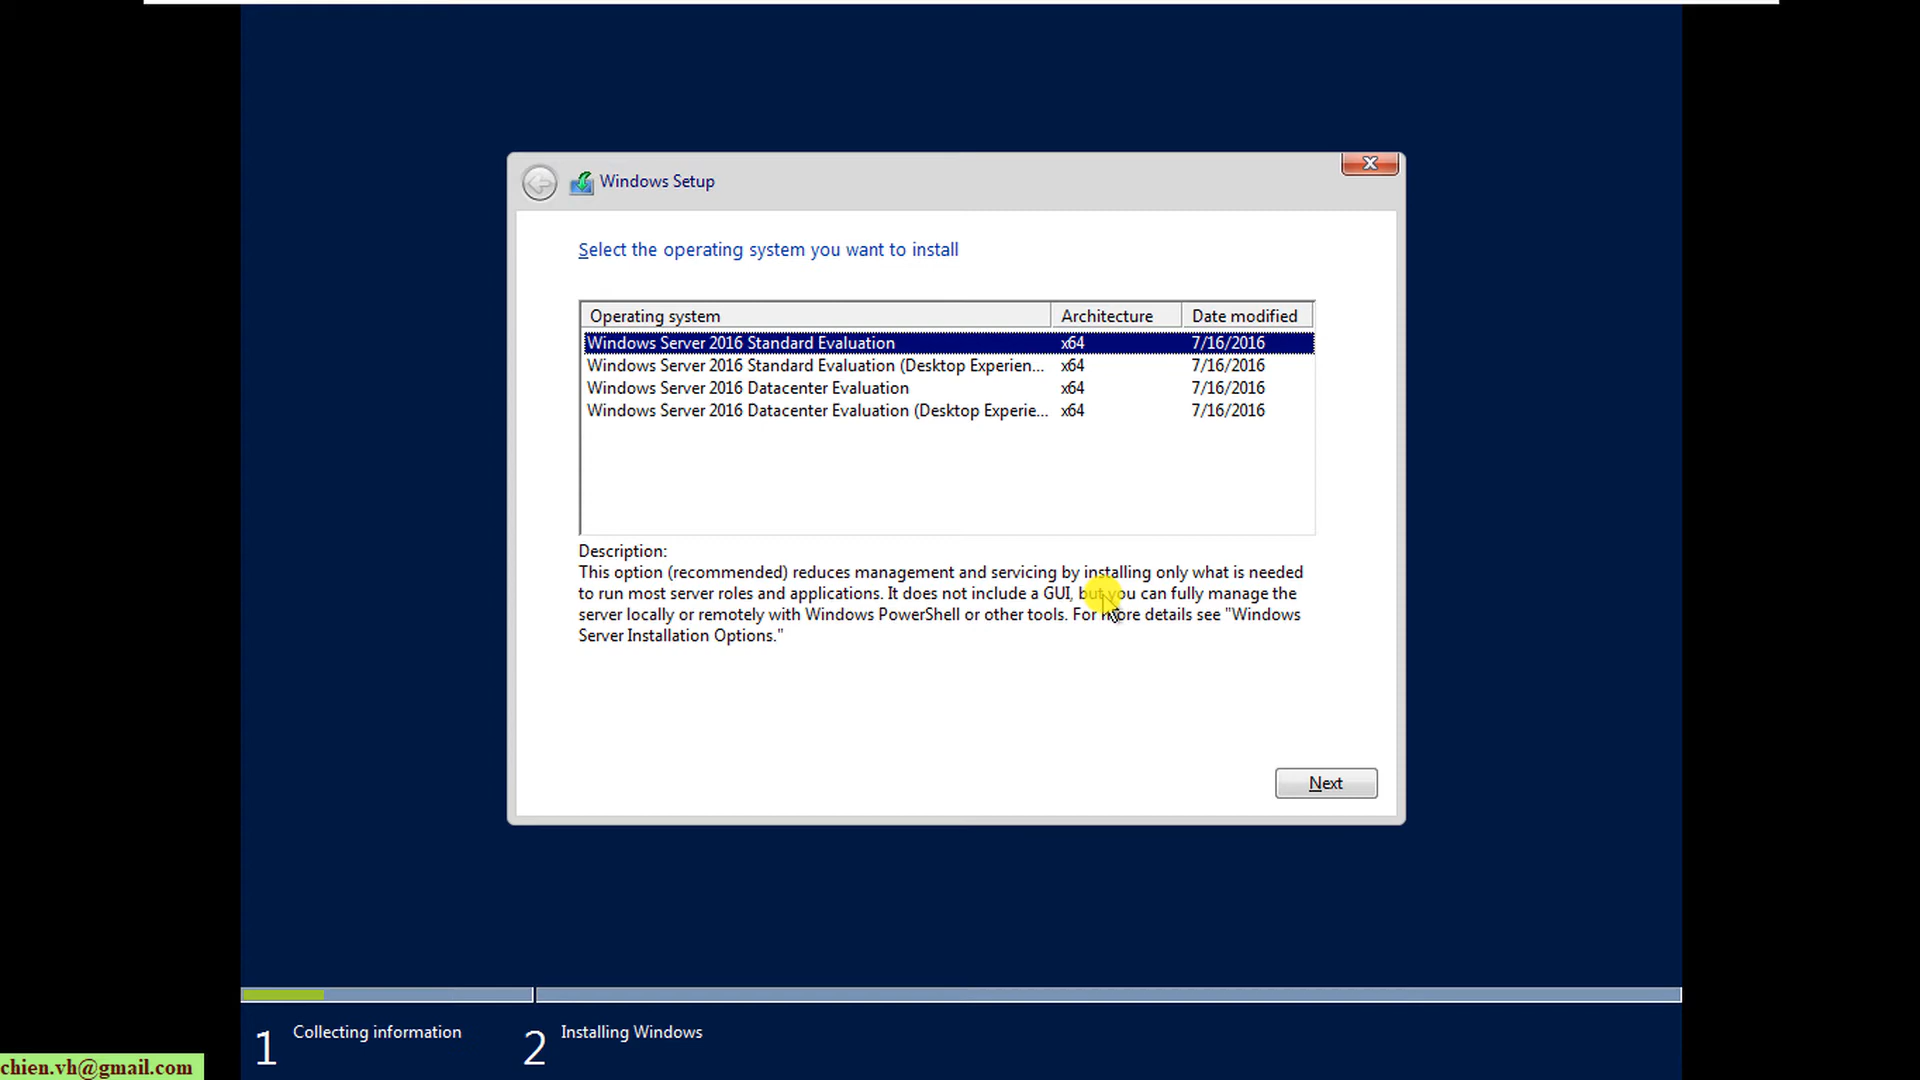 Windows Setup
Select the operating system you want to install
Operating system Architecture Date modified
Windows Server 2016 Standard Evaluation x64 7/16/2016
Windows Server 2016 Standard Evaluation (Desktop Experien... x64 7/16/2016
Windows Server 2016 Datacenter Evaluation x64 7/16/2016
Windows Server 2016 Datacenter Evaluation (Desktop Experie... x64 7/16/2016
Description:
This option (recommended) reduces management and servicing by installing only what is needed
to run most server roles and applications. It does not include a GUI, but you can fully manage the
server locally or remotely with Windows PowerShell or other tools. For more details see "Windows
Server Installation Options."
Next
1 Collecting information 2 Installing Windows
chien.vh@gmail.com